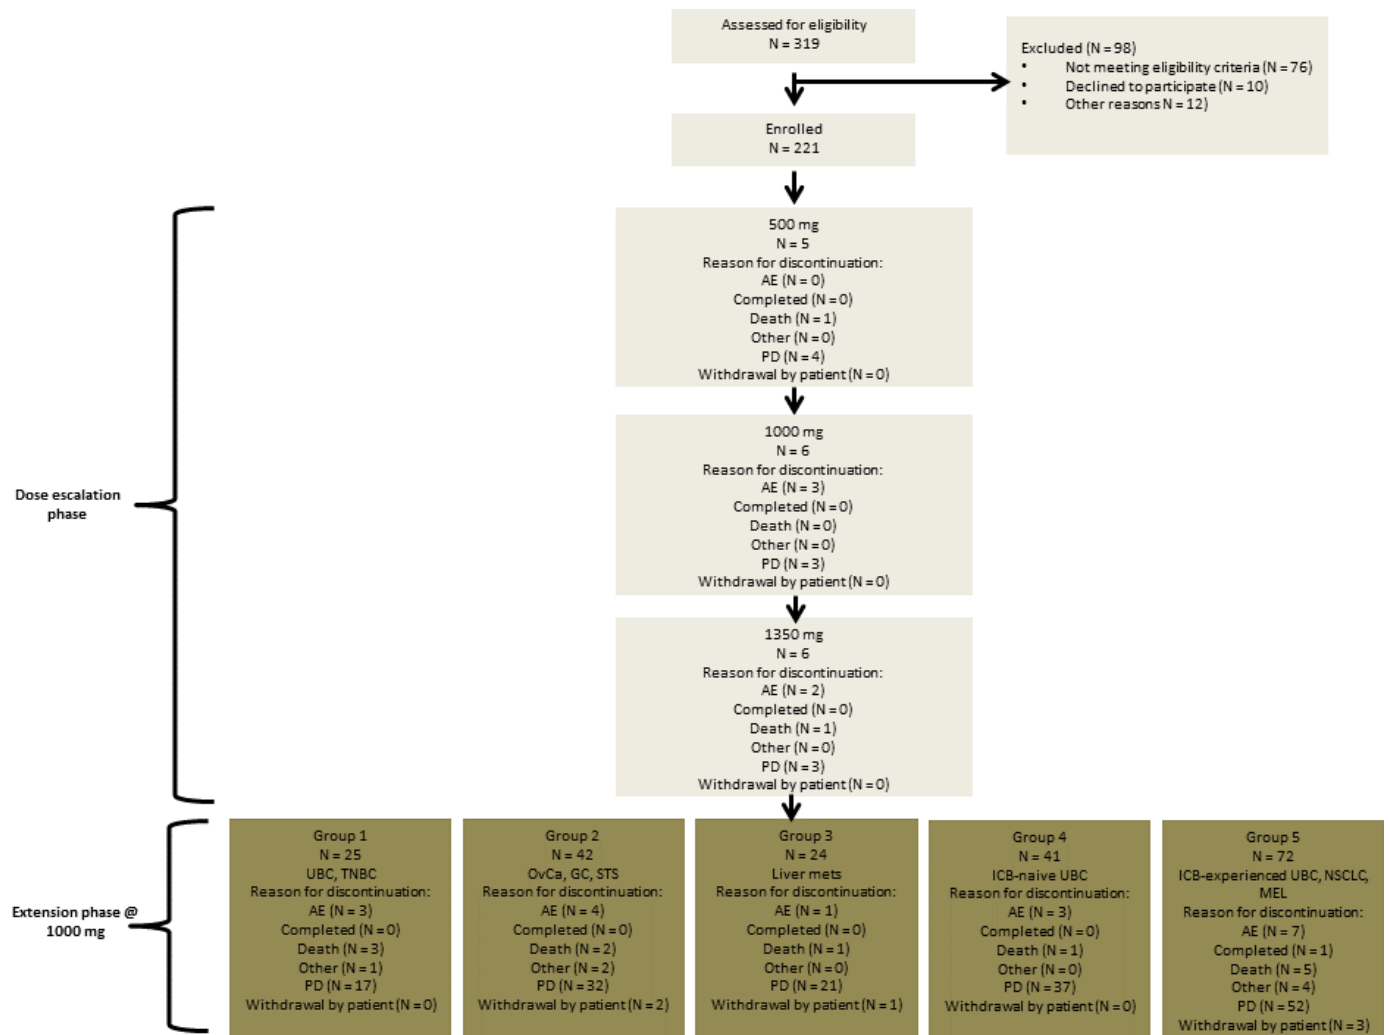 Assessed for eligibility
N = 319
Excluded (N = 98)
• Not meeting eligibility criteria (N = 76)
• Declined to participate (N = 10)
• Other reasons N = 12)
Enrolled
N = 221
Dose escalation
phase
500 mg
N = 5
Reason for discontinuation:
AE (N = 0)
Completed (N = 0)
Death (N = 1)
Other (N = 0)
PD (N = 4)
Withdrawal by patient (N = 0)
1000 mg
N = 6
Reason for discontinuation:
AE (N = 3)
Completed (N = 0)
Death (N = 0)
Other (N = 0)
PD (N = 3)
Withdrawal by patient (N = 0)
1350 mg
N = 6
Reason for discontinuation:
AE (N = 2)
Completed (N = 0)
Death (N = 1)
Other (N = 0)
PD (N = 3)
Withdrawal by patient (N = 0)
Extension phase @
1000 mg
Group 1
N = 25
UBC, TNBC
Reason for discontinuation:
AE (N = 3)
Completed (N = 0)
Death (N = 3)
Other (N = 1)
PD (N = 17)
Withdrawal by patient (N = 0)
Group 2
N = 42
OvCa, GC, STS
Reason for discontinuation:
AE (N = 4)
Completed (N = 0)
Death (N = 2)
Other (N = 2)
PD (N = 32)
Withdrawal by patient (N = 2)
Group 3
N = 24
Liver mets
Reason for discontinuation:
AE (N = 1)
Completed (N = 0)
Death (N = 1)
Other (N = 0)
PD (N = 21)
Withdrawal by patient (N = 1)
Group 4
N = 41
ICB-naive UBC
Reason for discontinuation:
AE (N = 3)
Completed (N = 0)
Death (N = 1)
Other (N = 0)
PD (N = 37)
Withdrawal by patient (N = 0)
Group 5
N = 72
ICB-experienced UBC, NSCLC,
MEL
Reason for discontinuation:
AE (N = 7)
Completed (N = 1)
Death (N = 5)
Other (N = 4)
PD (N = 52)
Withdrawal by patient (N = 3)